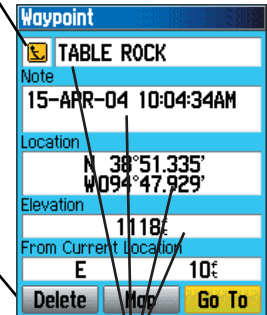 Waypoint
TABLE ROCK
Note
15-APR-04 10:04:34AM
Location
N 38°51.335'
W094°47.929'
Elevation
1118ft
From Current Location
E 10ft
Delete Map Go To